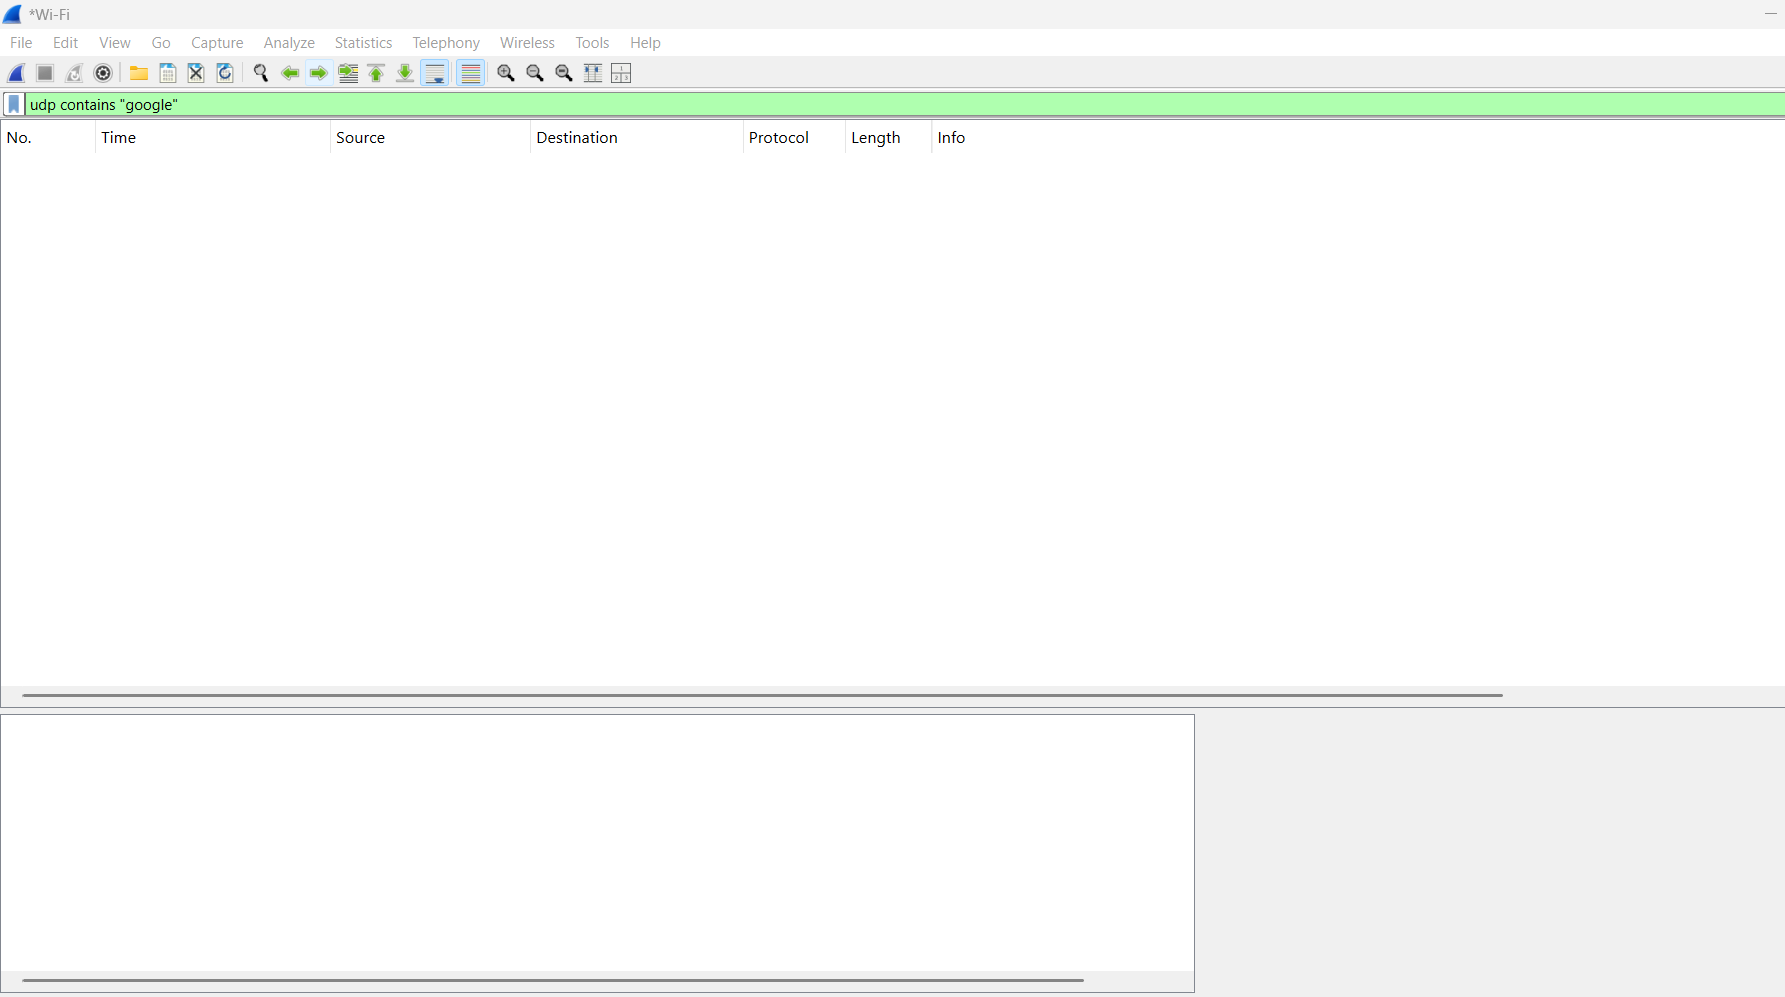 *Wi-Fi
File Edit View Go Capture Analyze Statistics Telephony Wireless Tools Help
udp contains "google"
No. Time Source Destination Protocol Length Info